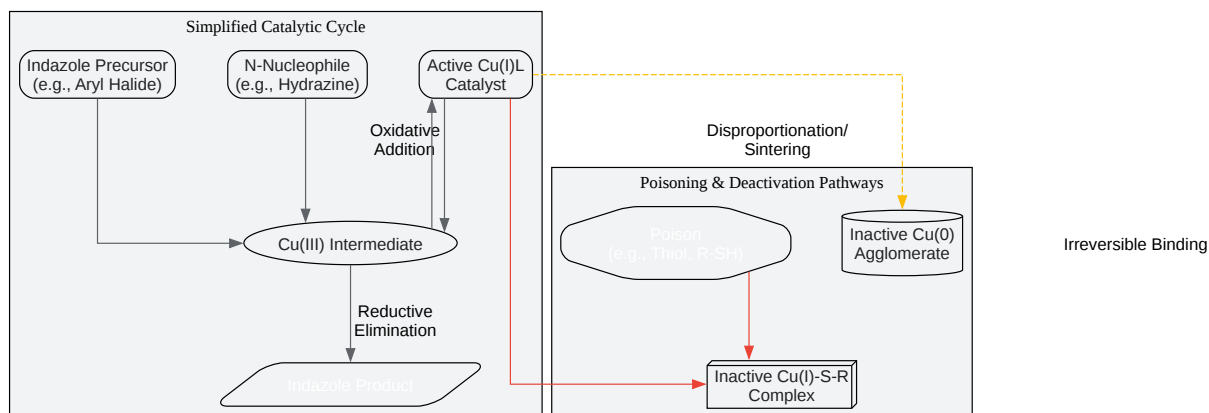 Simplified Catalytic Cycle
Indazole Precursor
(e.g., Aryl Halide)
N-Nucleophile
(e.g., Hydrazine)
Active Cu(I)L
Catalyst
Oxidative
Addition
Disproportionation/
Sintering
Poisoning & Deactivation Pathways
Cu(III) Intermediate
Poison
(e.g., Thiol, R-SH)
Inactive Cu(0)
Agglomerate
Irreversible Binding
Reductive
Elimination
Indazole Product
Inactive Cu(I)-S-R
Complex